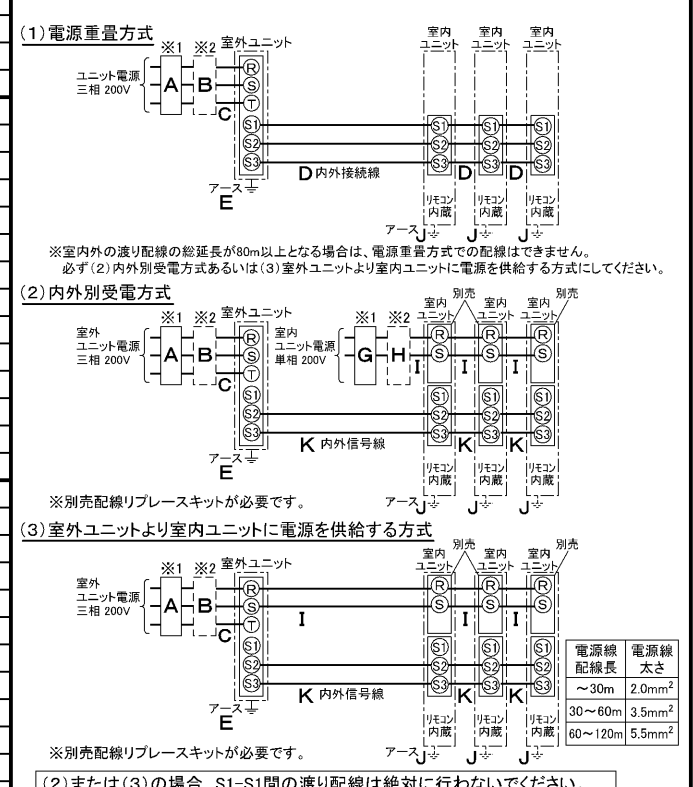 (1)電源重畳方式
※1 ※2 室外ユニット
室内ユニット 室内ユニット 室内ユニット
ユニット電源
三相 200V
A B C
R
S
T
S1 S1 S1 S1
S2 S2 S2 S2
S3 S3 S3 S3
D 内外接続線 D D
アース
E
リモコン内蔵 リモコン内蔵 リモコン内蔵
アース J J J
※室内外の渡り配線の総延長が80m以上となる場合は、電源重畳方式での配線はできません。
必ず(2)内外別受電方式あるいは(3)室外ユニットより室内ユニットに電源を供給する方式にしてください。
(2)内外別受電方式
※1 ※2 室外ユニット
※1 ※2 室内ユニット 別売 室内ユニット 室内ユニット 別売
室外
ユニット電源
三相 200V
A B C
室内
ユニット電源
単相 200V
G H I I I
R R R R
S S S S
T
S1 S1 S1 S1
S2 S2 S2 S2
S3 S3 S3 S3
K 内外信号線 K K
アース
E
リモコン内蔵 リモコン内蔵 リモコン内蔵
※別売配線リプレースキットが必要です。
アース J J J
(3)室外ユニットより室内ユニットに電源を供給する方式
※1 ※2 室外ユニット
室内ユニット 別売 室内ユニット 室内ユニット 別売
室外
ユニット電源
三相 200V
A B C
R R R R
S S S S
T
I I I
S1 S1 S1 S1
S2 S2 S2 S2
S3 S3 S3 S3
K 内外信号線 K K
アース
E
リモコン内蔵 リモコン内蔵 リモコン内蔵
電源線配線長 電源線太さ
～30m 2.0mm²
30～60m 3.5mm²
60～120m 5.5mm²
※別売配線リプレースキットが必要です。
アース J J J
(2)または(3)の場合、S1-S1間の渡り配線は絶対に行わないでください。